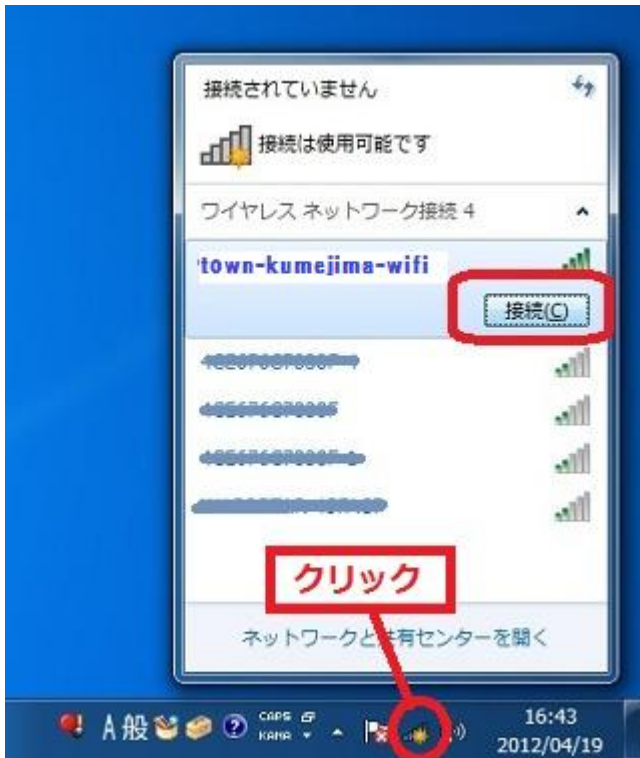 接続されていません
接続は使用可能です
ワイヤレス ネットワーク接続 4
town-kumejima-wifi
接続(C)
クリック
ネットワークと共有センターを開く
A 般
CAPS
KANA
16:43
2012/04/19